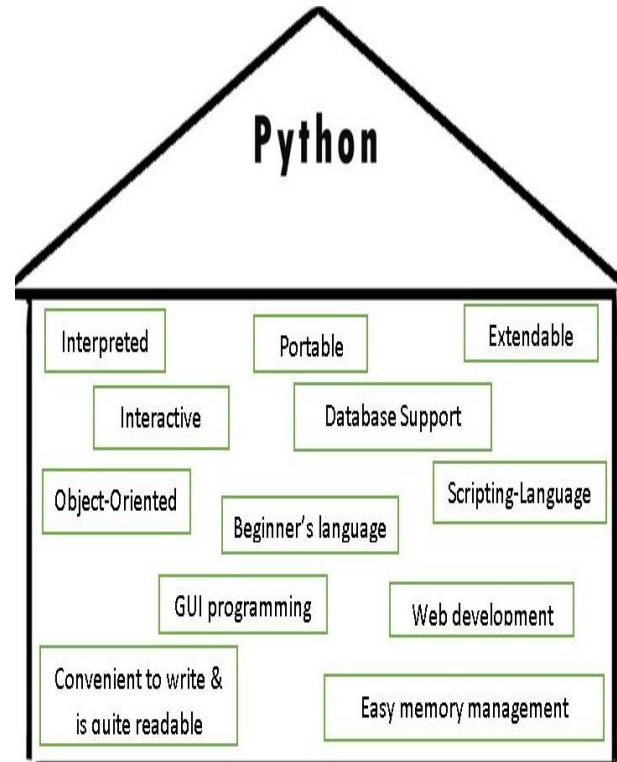 Python
Interpreted
Portable
Extendable
Interactive
Database Support
Object-Oriented
Scripting-Language
Beginner's language
GUI programming
Web development
Convenient to write &
is quite readable
Easy memory management